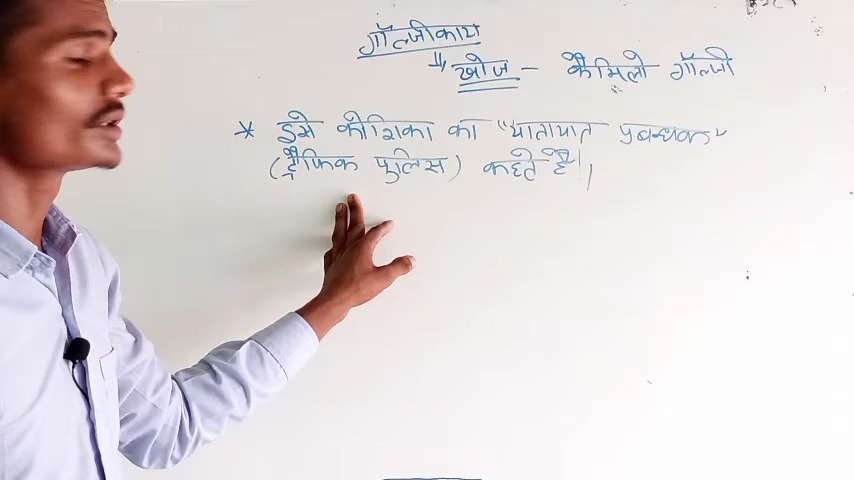 गॉल्जीकाय
खोज - कैमिलो गॉल्जी
* इसे कोशिका का "यातायात प्रबन्धक"
(ट्रैफिक पुलिस) कहते है।